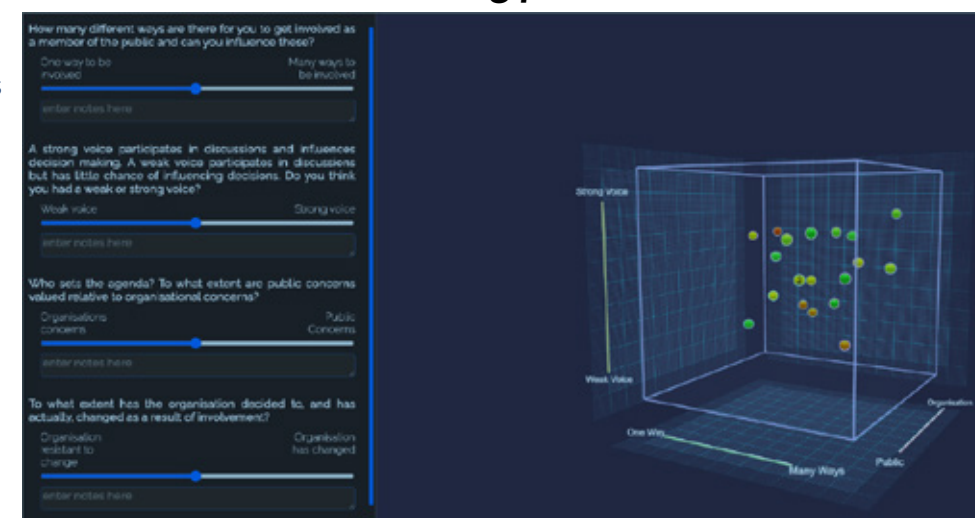 How many different ways are there for you to get involved as
a member of the public and can you influence these?
One way to be
involved
Many ways to
be involved
enter notes here
A strong voice participates in discussions and influences
decision making. A weak voice participates in discussions
but has little chance of influencing decisions. Do you think
you had a weak or strong voice?
Weak voice
Strong voice
enter notes here
Who sets the agenda? To what extent are public concerns
valued relative to organisational concerns?
Organisations
concerns
Public
Concerns
enter notes here
To what extent has the organisation decided to, and has
actually, changed as a result of involvement?
Organisation
resistant to
change
Organisation
has changed
enter notes here
Strong Voice
Weak Voice
One Way
Many Ways
Public
Organisation